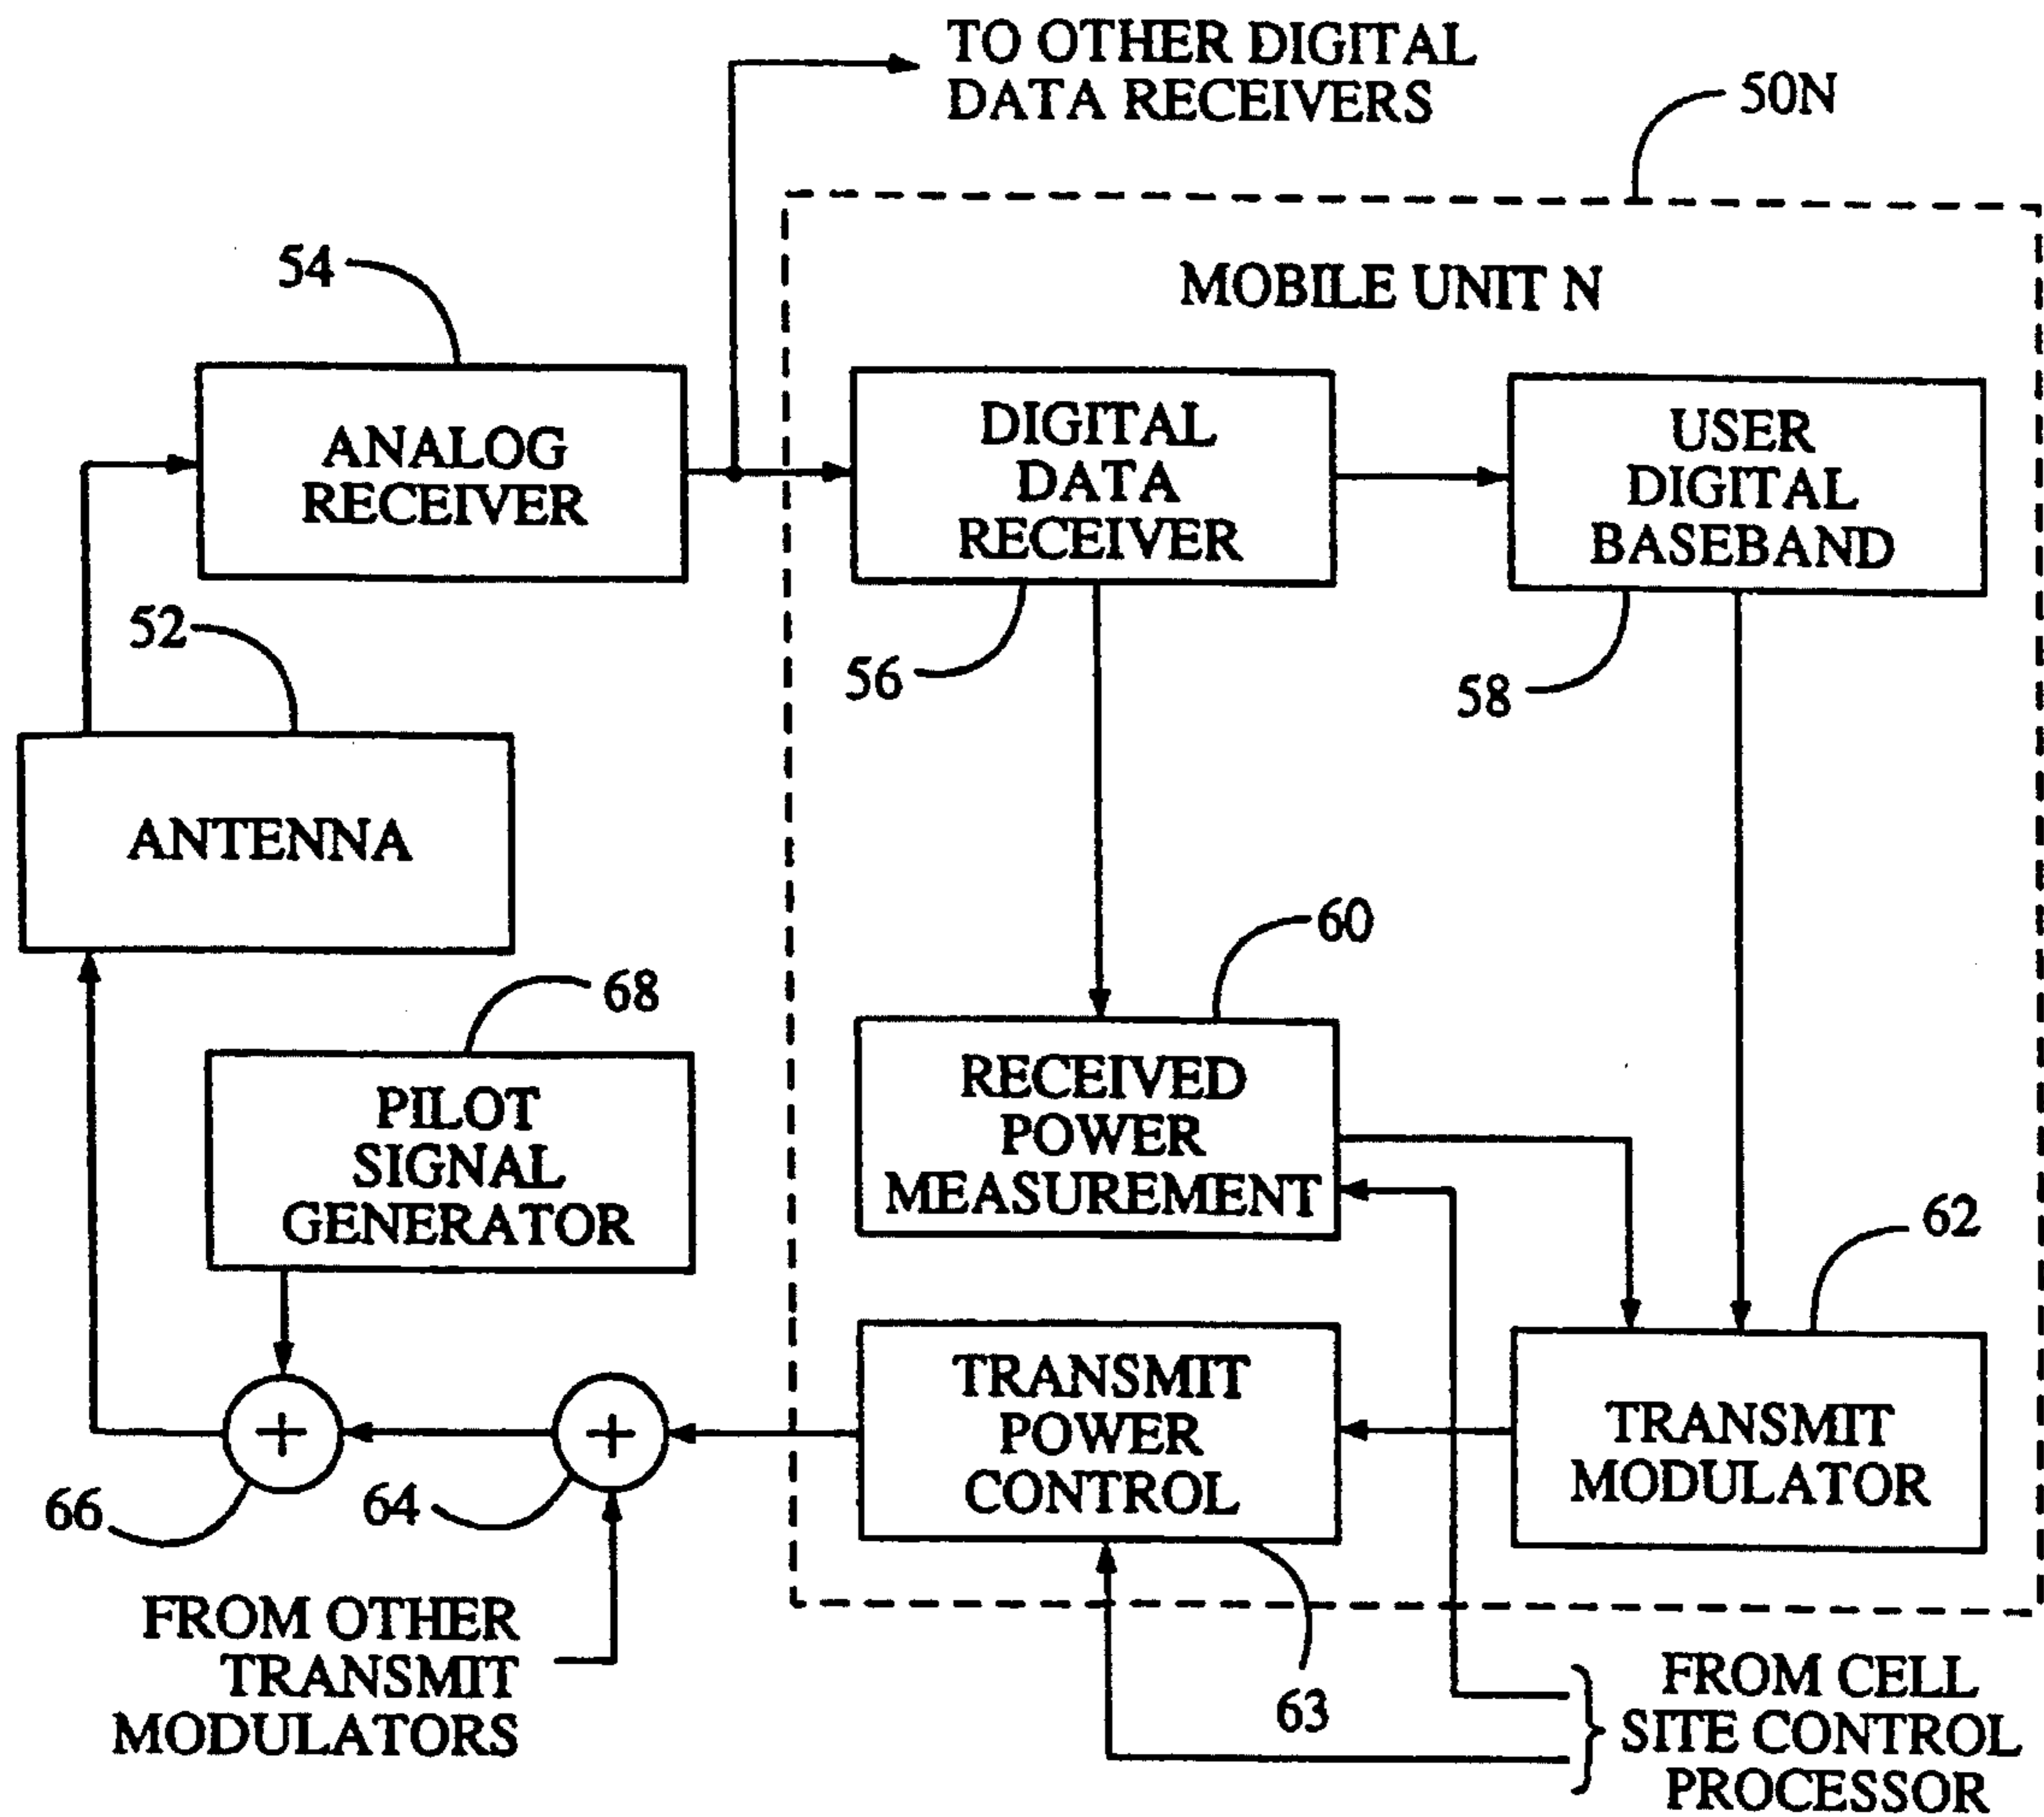 TO OTHER DIGITAL
DATA RECEIVERS
50N
MOBILE UNIT N
54
ANALOG
RECEIVER
DIGITAL
DATA
RECEIVER
USER
DIGITAL
BASEBAND
52
56
58
ANTENNA
60
68
RECEIVED
POWER
MEASUREMENT
PILOT
SIGNAL
GENERATOR
62
TRANSMIT
POWER
CONTROL
TRANSMIT
MODULATOR
+
+
66
64
FROM OTHER
TRANSMIT
MODULATORS
63
FROM CELL
SITE CONTROL
PROCESSOR